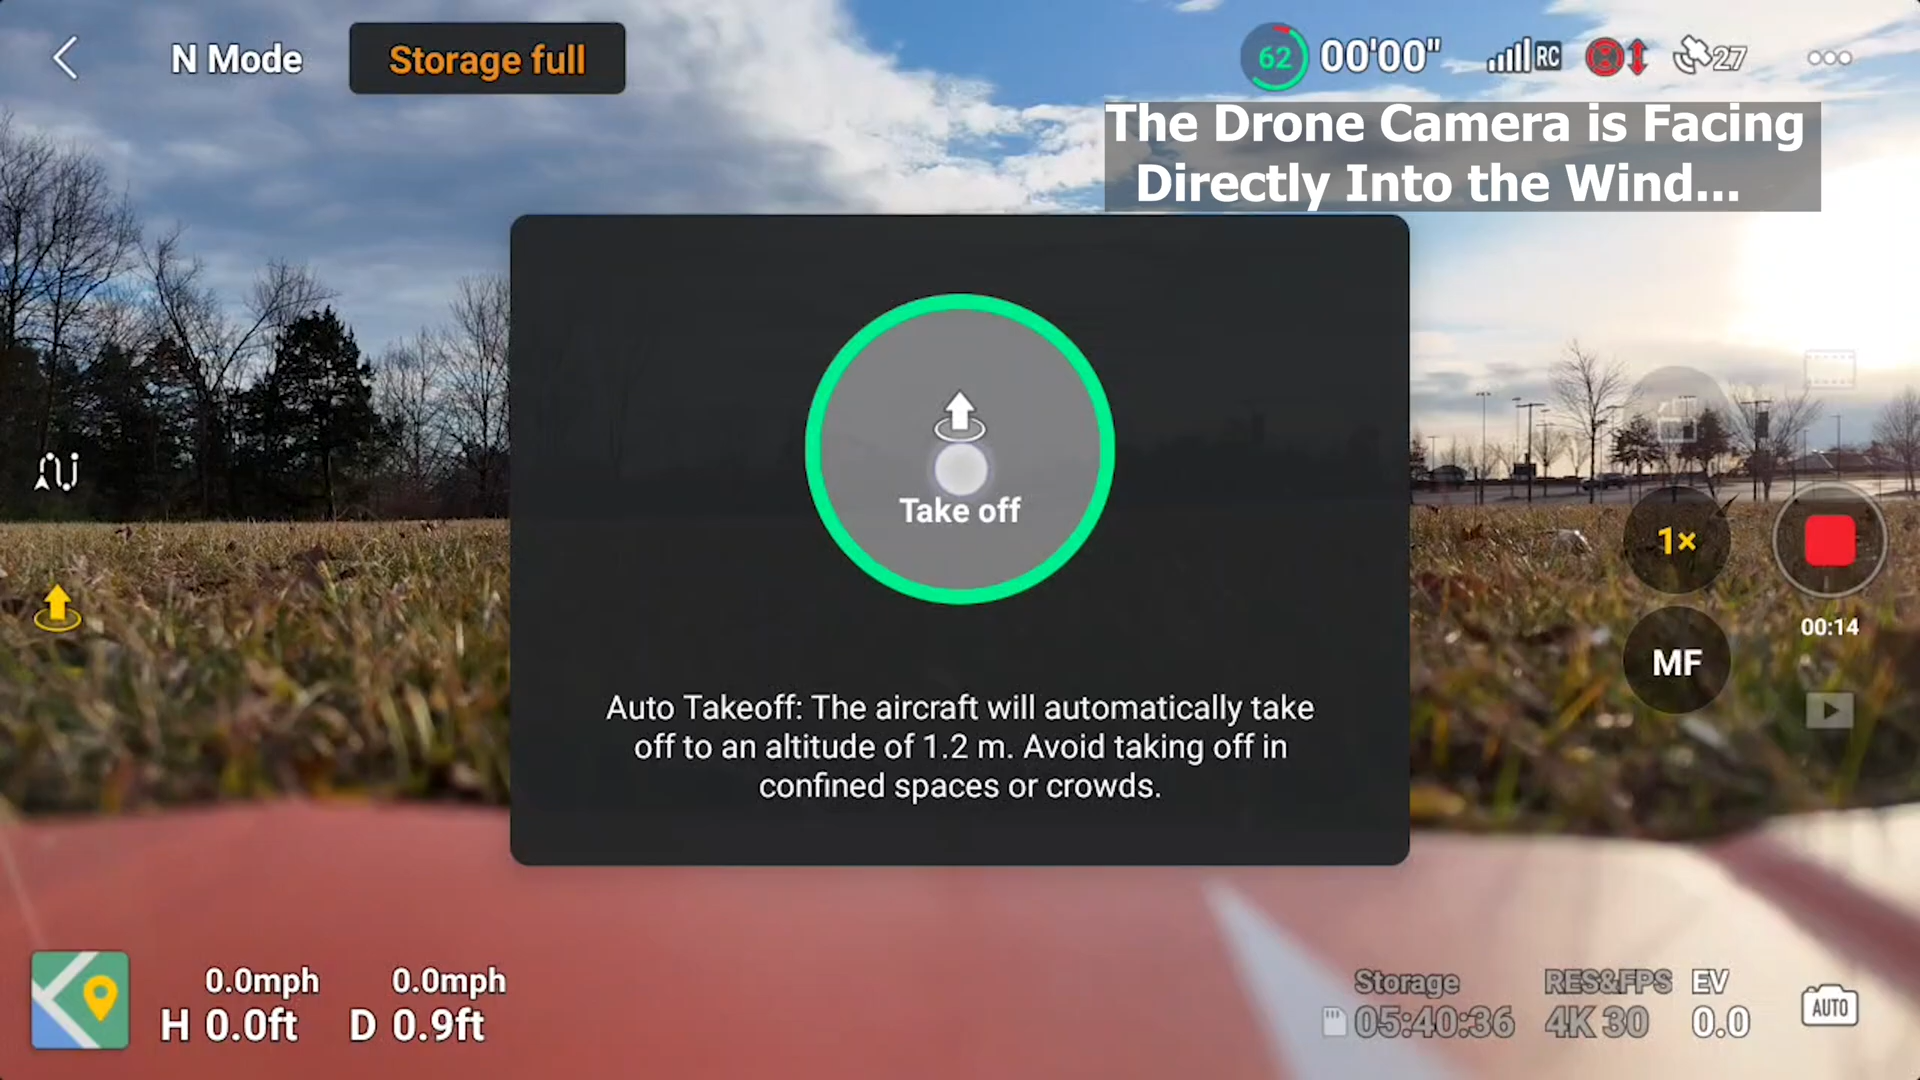 N Mode
Storage full
62
00'00"
RC
27
The Drone Camera is Facing
Directly Into the Wind...
Take off
1×
00:14
MF
Auto Takeoff: The aircraft will automatically take
off to an altitude of 1.2 m. Avoid taking off in
confined spaces or crowds.
0.0mph 0.0mph
H 0.0ft D 0.9ft
Storage RES&FPS EV
05:40:36 4K 30 0.0
AUTO